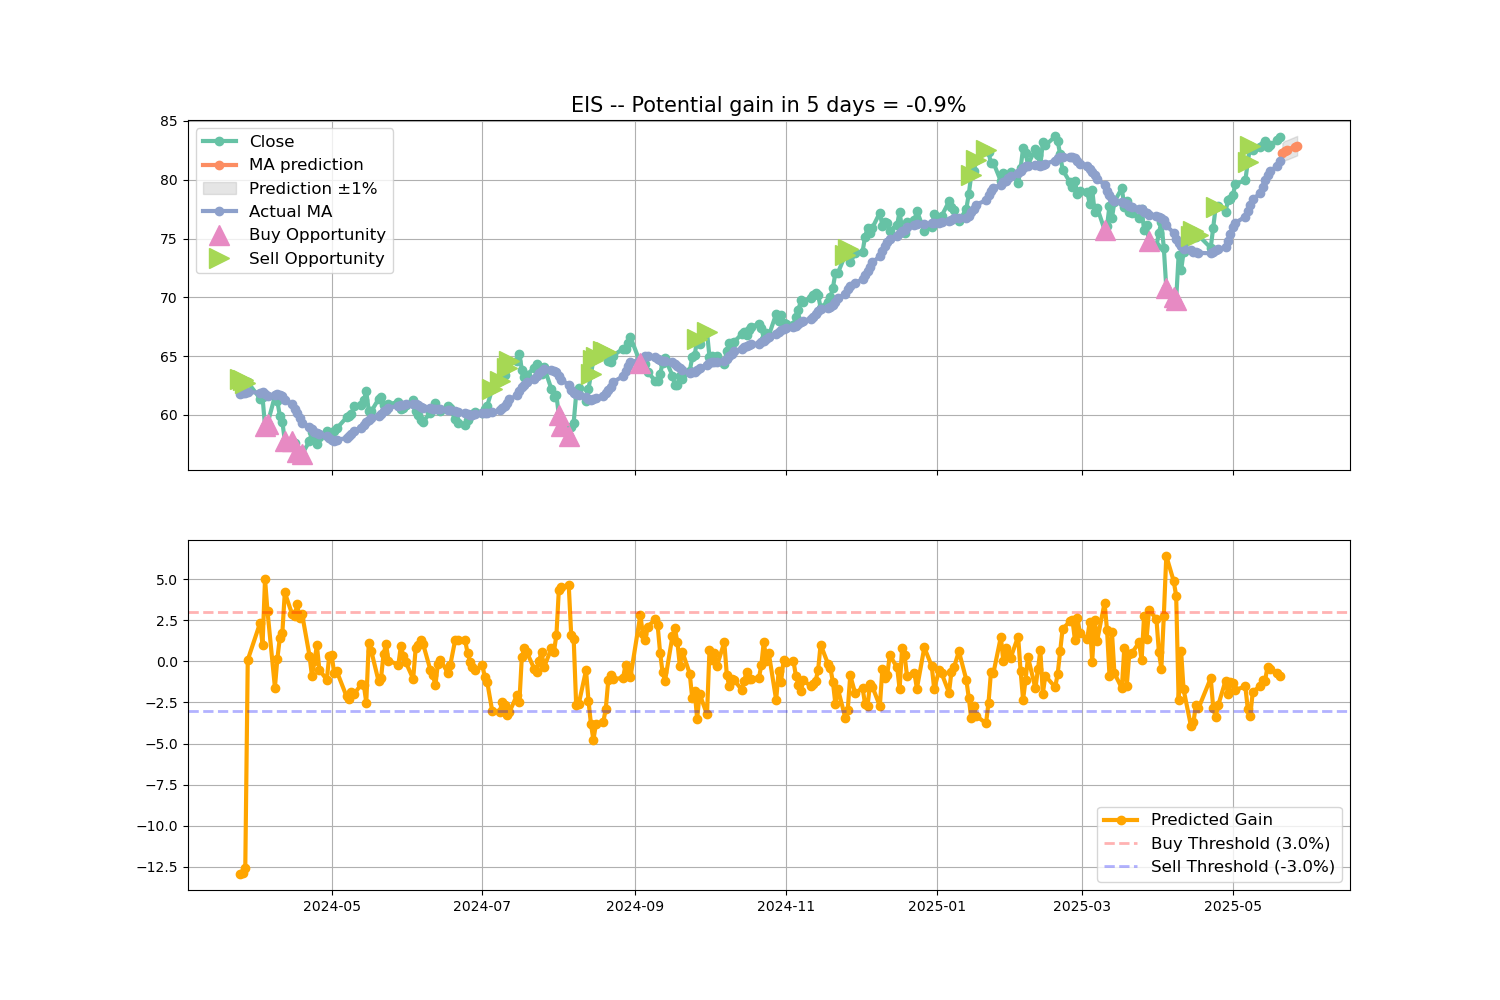 EIS -- Potential gain in 5 days = -0.9%
85
80
75
70
65
60
Close
MA prediction
Prediction ±1%
Actual MA
Buy Opportunity
Sell Opportunity
5.0
2.5
0.0
−2.5
−5.0
−7.5
−10.0
−12.5
Predicted Gain
Buy Threshold (3.0%)
Sell Threshold (-3.0%)
2024-05 2024-07 2024-09 2024-11 2025-01 2025-03 2025-05